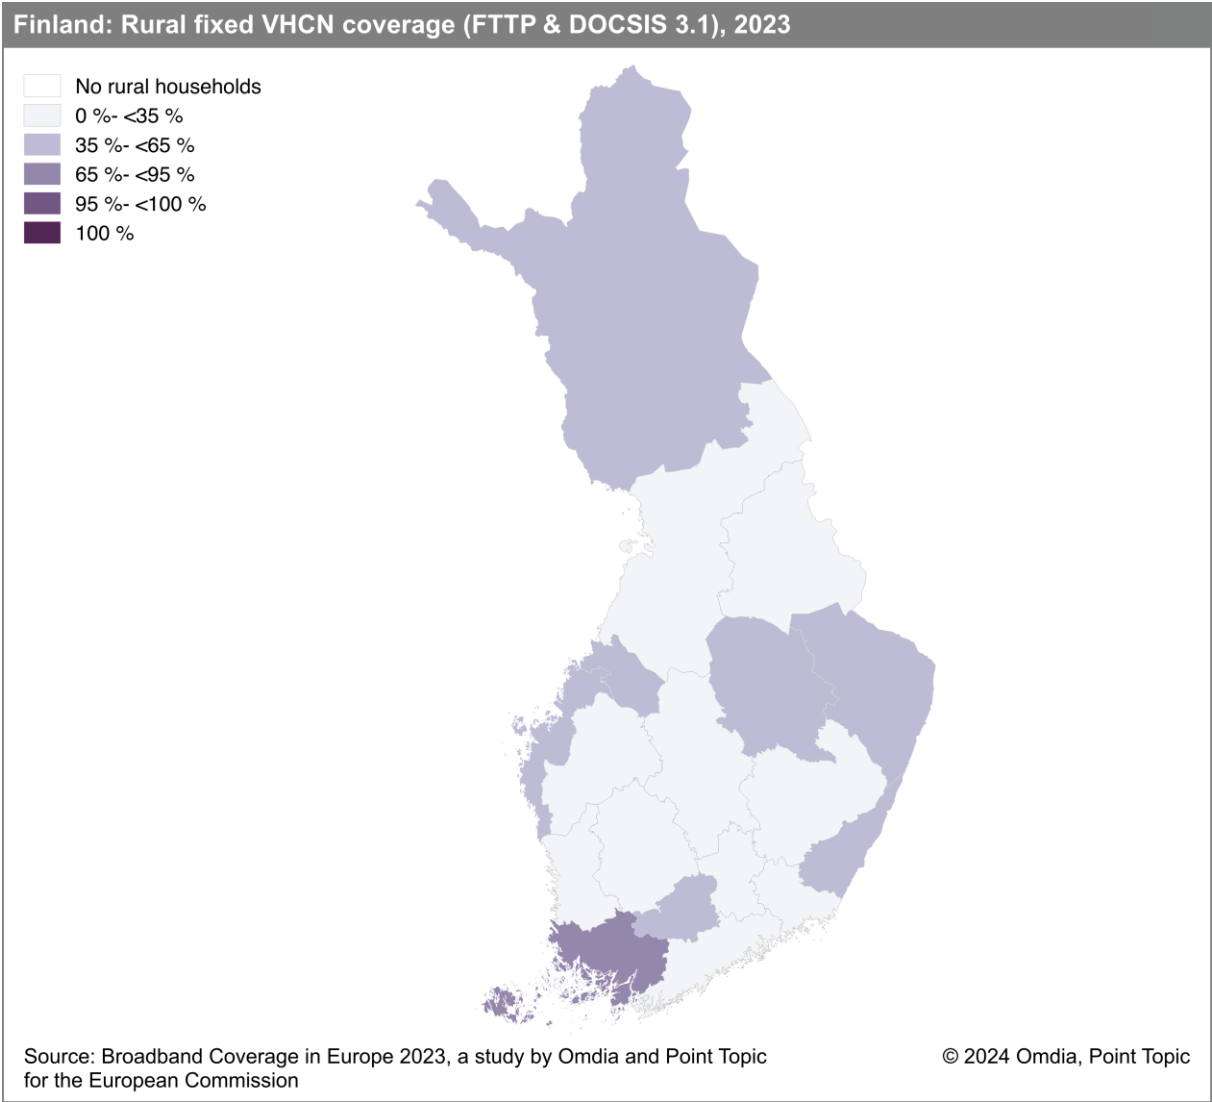 Finland: Rural fixed VHCN coverage (FTTP & DOCSIS 3.1), 2023
No rural households
0 %- <35 %
35 %- <65 %
65 %- <95 %
95 %- <100 %
100 %
Source: Broadband Coverage in Europe 2023, a study by Omdia and Point Topic
for the European Commission
© 2024 Omdia, Point Topic